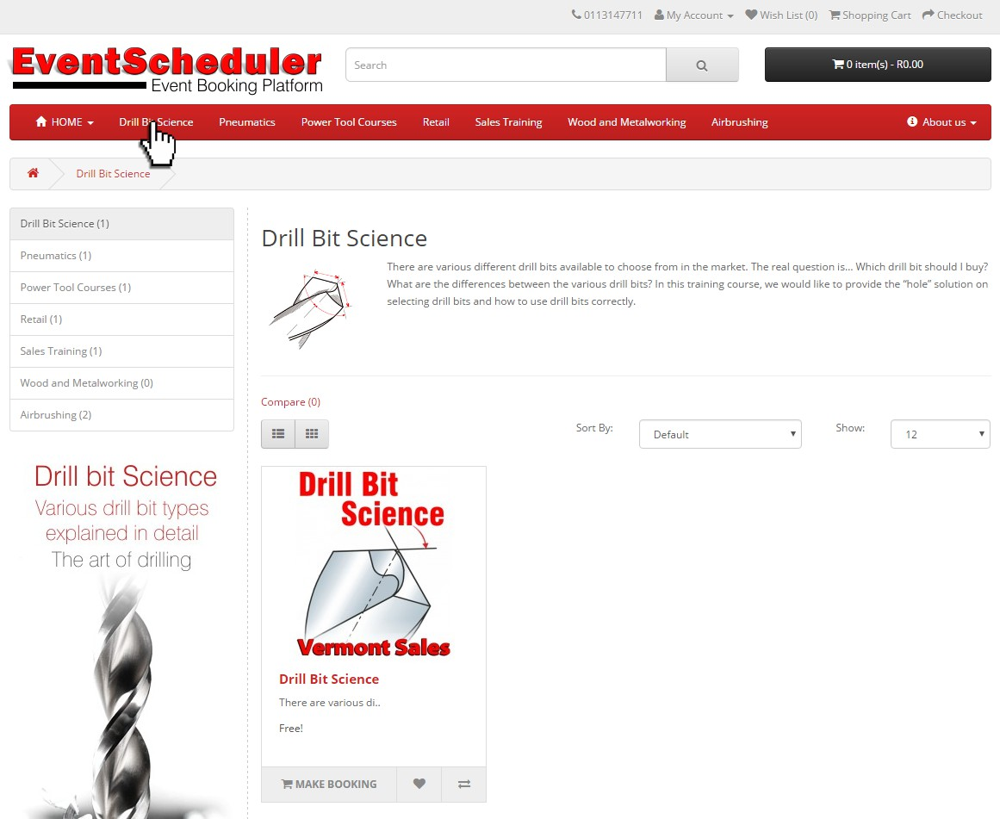 0113147711 My Account Wish List (0) Shopping Cart Checkout
EventScheduler
Event Booking Platform
Search
0 item(s) - R0.00
HOME Drill Bit Science Pneumatics Power Tool Courses Retail Sales Training Wood and Metalworking Airbrushing About us
Drill Bit Science
Drill Bit Science (1)
Pneumatics (1)
Power Tool Courses (1)
Retail (1)
Sales Training (1)
Wood and Metalworking (0)
Airbrushing (2)
Drill bit Science
Various drill bit types
explained in detail
The art of drilling
Drill Bit Science
There are various different drill bits available to choose from in the market. The real question is... Which drill bit should I buy?
What are the differences between the various drill bits? In this training course, we would like to provide the “hole” solution on
selecting drill bits and how to use drill bits correctly.
Compare (0)
Sort By: Default Show: 12
Drill Bit
Science
Vermont Sales
Drill Bit Science
There are various di..
Free!
MAKE BOOKING